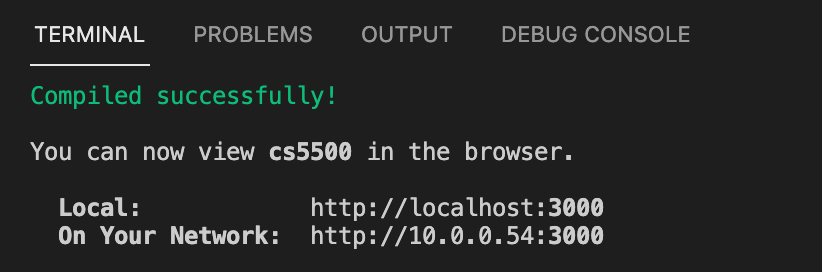 TERMINAL PROBLEMS OUTPUT DEBUG CONSOLE
Compiled successfully!
You can now view cs5500 in the browser.
Local: http://localhost:3000
On Your Network: http://10.0.0.54:3000